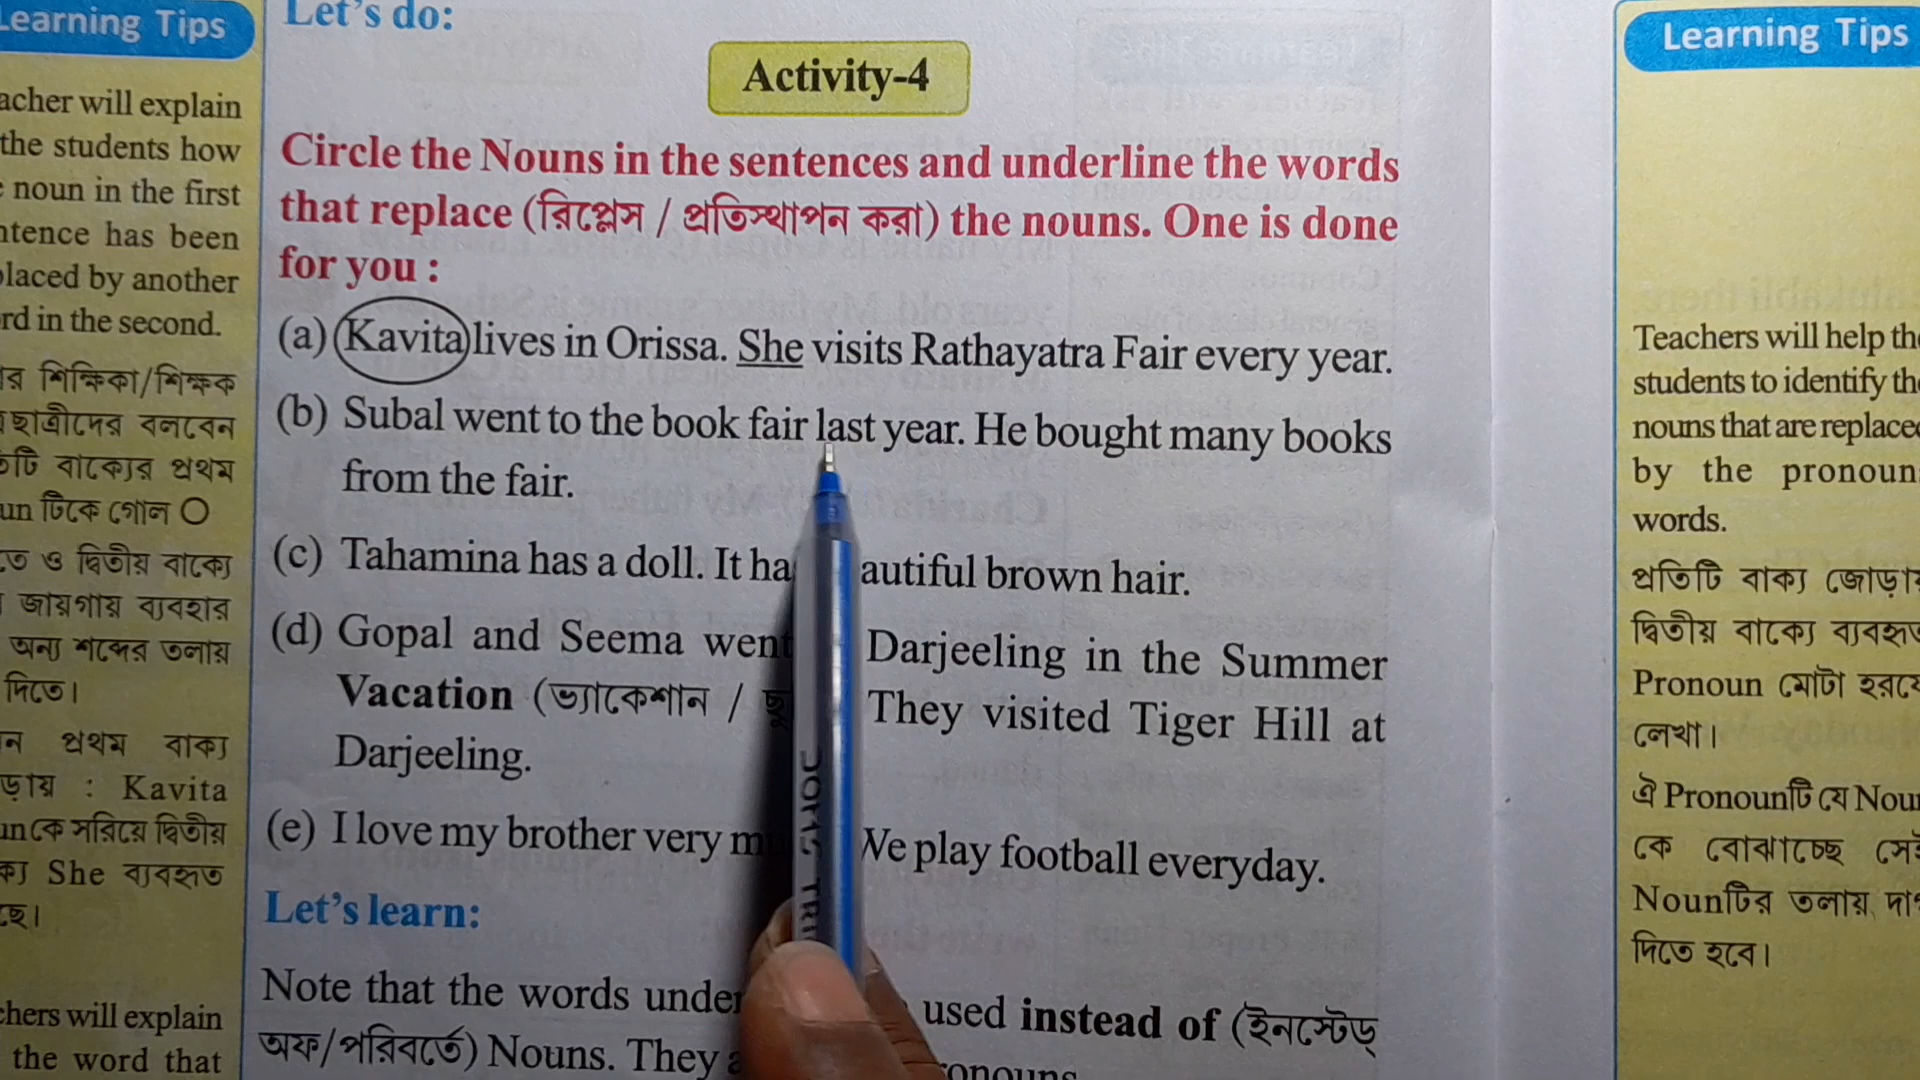 Learning Tips
acher will explain
the students how
noun in the first
ntence has been
placed by another
rd in the second.
র শিক্ষিকা/শিক্ষক
ছাত্রীদের বলবেন
টি বাক্যের প্রথম
un টিকে গোল O
তে ও দ্বিতীয় বাক্যে
জায়গায় ব্যবহার
অন্য শব্দের তলায়
দিতে।
ন প্রথম বাক্য
ড়ায় : Kavita
unকে সরিয়ে দ্বিতীয়
ক্য She ব্যবহৃত
ছে।
chers will explain
the word that
Let's do:
Activity-4
Circle the Nouns in the sentences and underline the words
that replace (রিপ্লেস / প্রতিস্থাপন করা) the nouns. One is done
for you :
(a) Kavita lives in Orissa. She visits Rathayatra Fair every year.
(b) Subal went to the book fair last year. He bought many books
from the fair.
(c) Tahamina has a doll. It ha autiful brown hair.
(d) Gopal and Seema went Darjeeling in the Summer
Vacation (ভ্যাকেশান / They visited Tiger Hill at
Darjeeling.
(e) I love my brother very We play football everyday.
Let's learn:
Note that the words under used instead of (ইনস্টেড্
অফ/পরিবর্তে) Nouns. They
Learning Tips
Teachers will help the
students to identify the
nouns that are replaced
by the pronoun
words.
প্রতিটি বাক্য জোড়ায়
দ্বিতীয় বাক্যে ব্যবহৃত
Pronoun মোটা হরফে
লেখা।
ঐ Pronounটি যে Noun
কে বোঝাচ্ছে সেই
Nounটির তলায় দাগ
দিতে হবে।